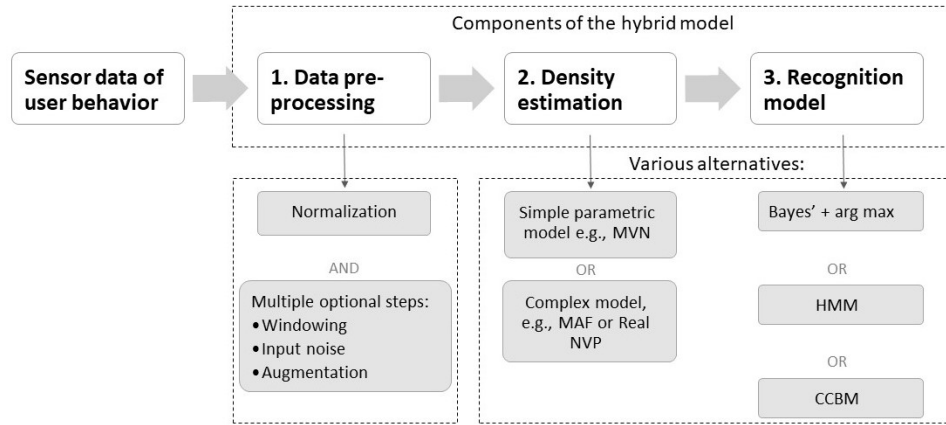 Components of the hybrid model
Sensor data of
user behavior
1. Data pre-
processing
2. Density
estimation
3. Recognition
model
Various alternatives:
Normalization
AND
Multiple optional steps:
•Windowing
•Input noise
•Augmentation
Simple parametric
model e.g., MVN
OR
Complex model,
e.g., MAF or Real
NVP
Bayes’ + arg max
OR
HMM
OR
CCBM